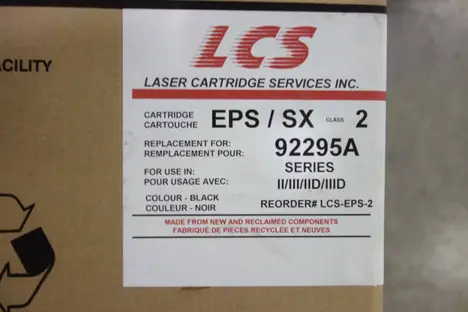 ACILITY
LCS
LASER CARTRIDGE SERVICES INC.
CARTRIDGE
CARTOUCHE EPS / SX CLASS 2
REPLACEMENT FOR:
REMPLACEMENT POUR: 92295A
FOR USE IN: SERIES
POUR USAGE AVEC: II/III/IID/IIID
COLOUR - BLACK
COULEUR - NOIR REORDER# LCS-EPS-2
MADE FROM NEW AND RECLAIMED COMPONENTS
FABRIQUE DE PIECES RECYCLÉE ET NEUVES